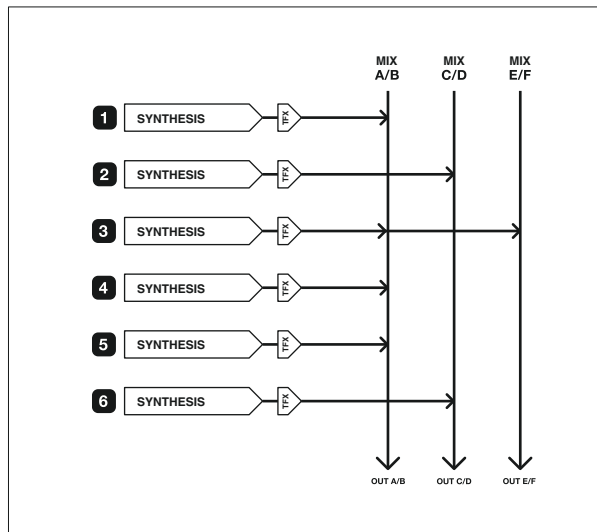 MIX MIX MIX
A/B C/D E/F
1 SYNTHESIS TFX
2 SYNTHESIS TFX
3 SYNTHESIS TFX
4 SYNTHESIS TFX
5 SYNTHESIS TFX
6 SYNTHESIS TFX
OUT A/B OUT C/D OUT E/F